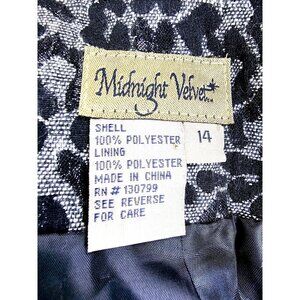 Midnight Velvet
SHELL
100% POLYESTER
LINING
100% POLYESTER
MADE IN CHINA
RN# 130799
SEE REVERSE
FOR CARE
14